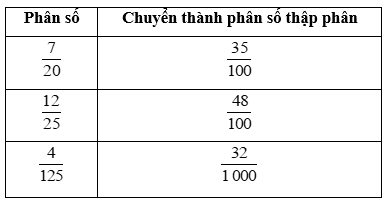 Phân số	Chuyển thành phân số thập phân
7/20	35/100
12/25	48/100
4/125	32/1 000